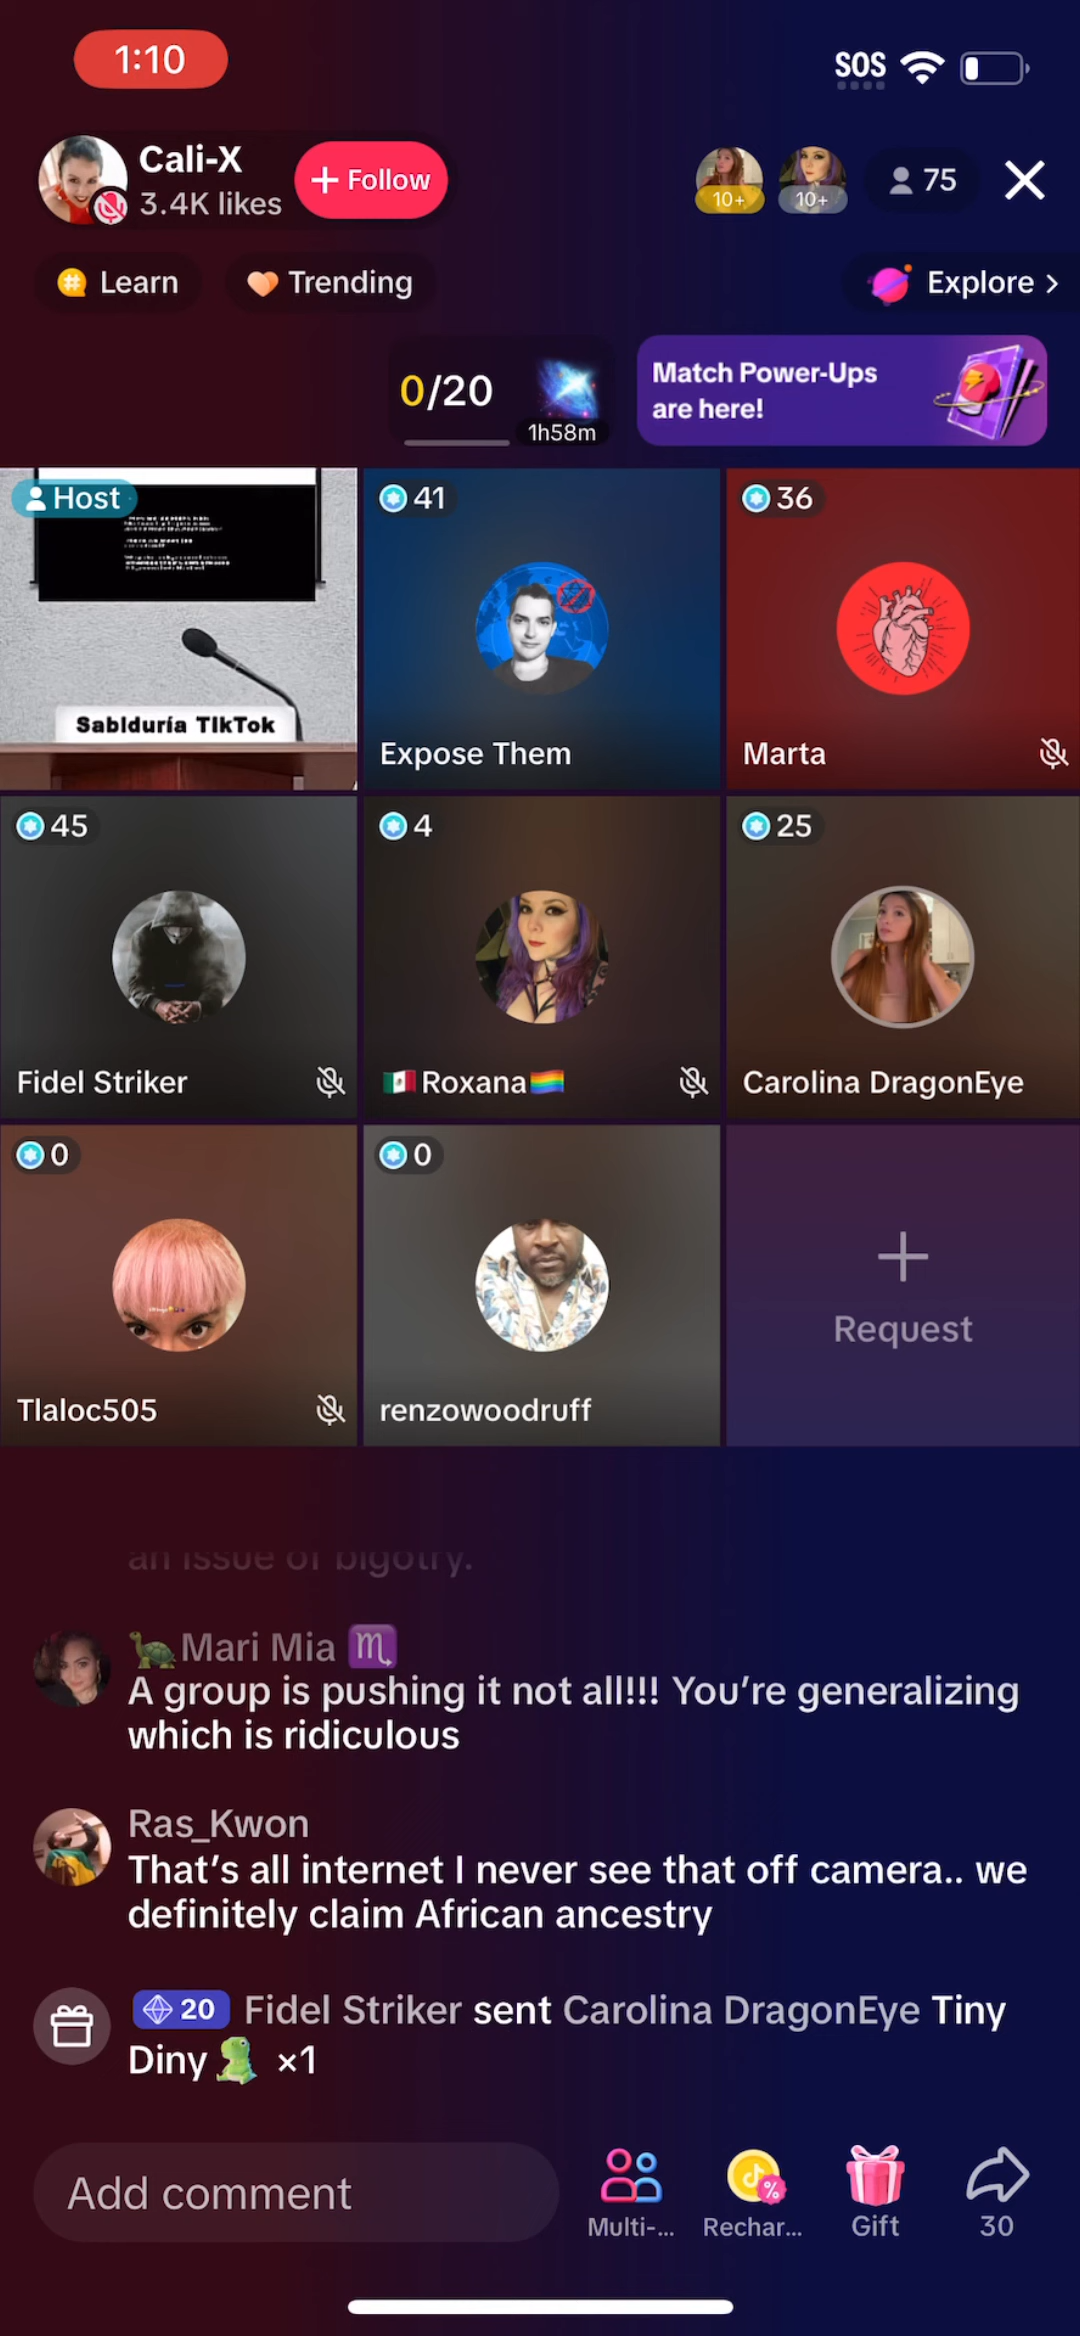 1:10
SOS
Cali-X
3.4K likes
+ Follow
10+
10+
75
Learn
Trending
Explore >
0/20
1h58m
Match Power-Ups
are here!
Host
Sabiduría TikTok
41
Expose Them
36
Marta
45
Fidel Striker
4
🇲🇽Roxana🏳️‍🌈
25
Carolina DragonEye
0
Tlaloc505
0
renzowoodruff
Request
an issue of bigotry.
🐢Mari Mia ♏
A group is pushing it not all!!! You’re generalizing
which is ridiculous
Ras_Kwon
That’s all internet I never see that off camera.. we
definitely claim African ancestry
20 Fidel Striker sent Carolina DragonEye Tiny
Diny ×1
Add comment
Multi-...
Rechar...
Gift
30